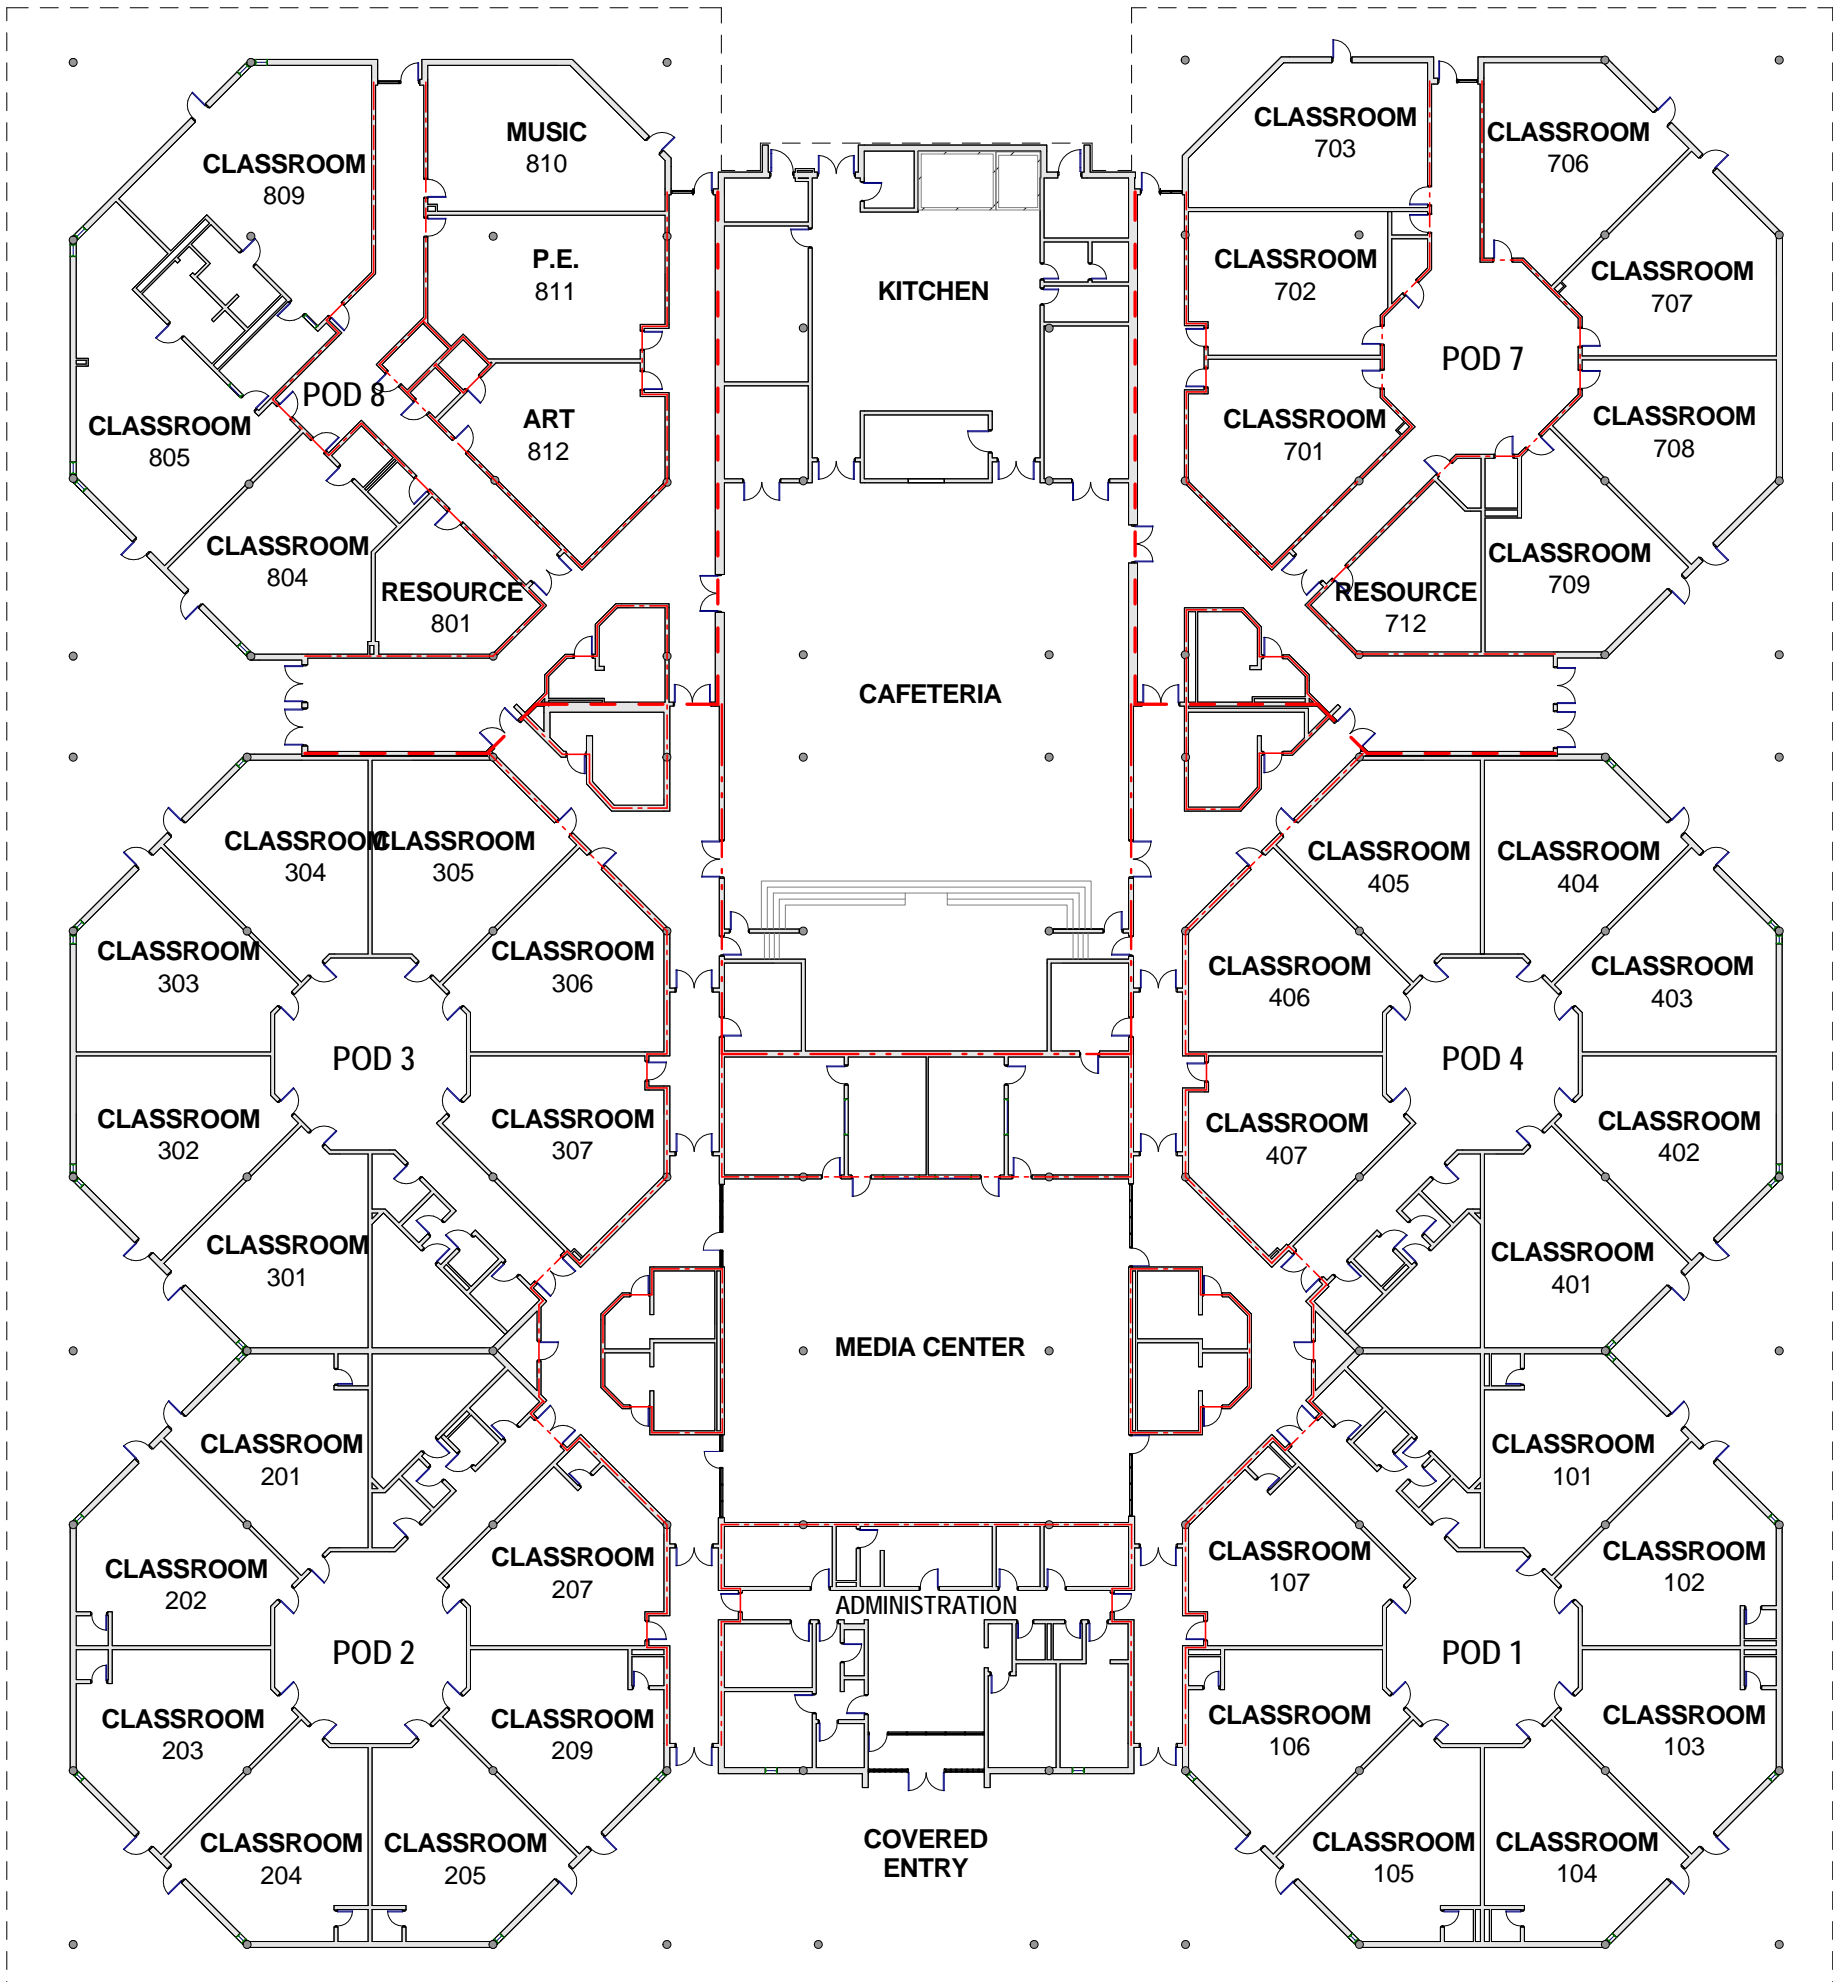 CLASSROOM
809
MUSIC
810
P.E.
811
POD 8
CLASSROOM
805
ART
812
CLASSROOM
804
RESOURCE
801
KITCHEN
CAFETERIA
CLASSROOM
703
CLASSROOM
706
CLASSROOM
702
CLASSROOM
707
POD 7
CLASSROOM
701
CLASSROOM
708
CLASSROOM
709
RESOURCE
712
CLASSROOM
304
CLASSROOM
305
CLASSROOM
303
CLASSROOM
306
POD 3
CLASSROOM
302
CLASSROOM
307
CLASSROOM
301
CLASSROOM
405
CLASSROOM
404
CLASSROOM
406
CLASSROOM
403
POD 4
CLASSROOM
407
CLASSROOM
402
CLASSROOM
401
MEDIA CENTER
CLASSROOM
201
CLASSROOM
202
CLASSROOM
207
POD 2
CLASSROOM
203
CLASSROOM
209
CLASSROOM
204
CLASSROOM
205
ADMINISTRATION
COVERED
ENTRY
CLASSROOM
101
CLASSROOM
107
CLASSROOM
102
POD 1
CLASSROOM
106
CLASSROOM
103
CLASSROOM
105
CLASSROOM
104